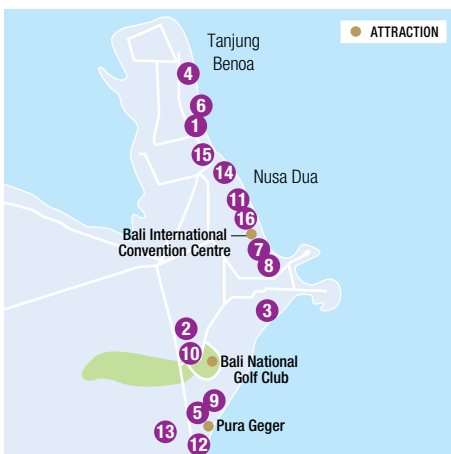 Tanjung
Benoa
ATTRACTION
4
6
1
15
14
Nusa Dua
11
16
Bali International
Convention Centre
7
8
3
2
10
Bali National
Golf Club
9
5
Pura Geger
13
12